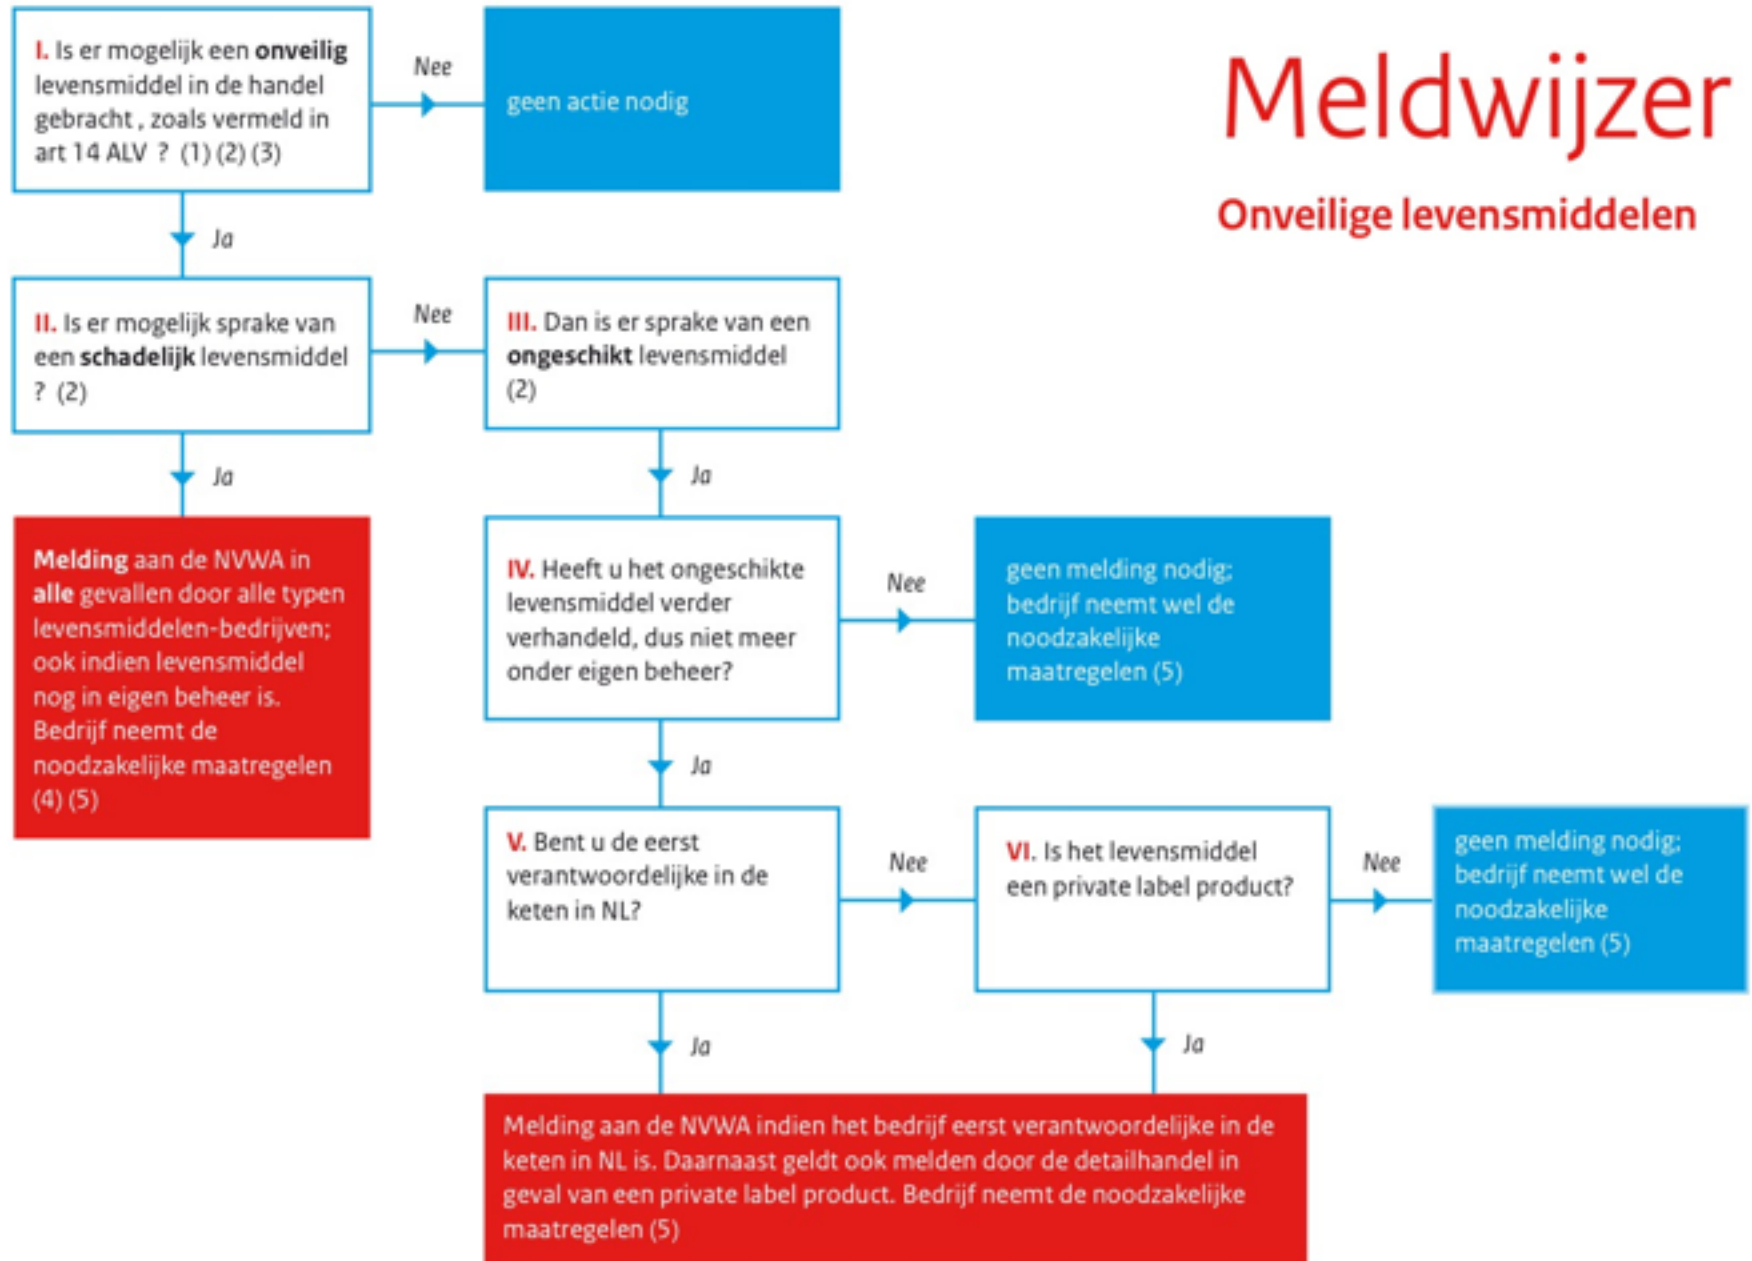 Meldwijzer
Onveilige levensmiddelen
I. Is er mogelijk een onveilig
levensmiddel in de handel
gebracht , zoals vermeld in
art 14 ALV ? (1) (2) (3)
Nee
geen actie nodig
Ja
II. Is er mogelijk sprake van
een schadelijk levensmiddel
? (2)
Nee
III. Dan is er sprake van een
ongeschikt levensmiddel
(2)
Ja
Ja
Melding aan de NVWA in
alle gevallen door alle typen
levensmiddelen-bedrijven;
ook indien levensmiddel
nog in eigen beheer is.
Bedrijf neemt de
noodzakelijke maatregelen
(4) (5)
IV. Heeft u het ongeschikte
levensmiddel verder
verhandeld, dus niet meer
onder eigen beheer?
Nee
geen melding nodig;
bedrijf neemt wel de
noodzakelijke
maatregelen (5)
Ja
V. Bent u de eerst
verantwoordelijke in de
keten in NL?
Nee
VI. Is het levensmiddel
een private label product?
Nee
geen melding nodig;
bedrijf neemt wel de
noodzakelijke
maatregelen (5)
Ja
Ja
Melding aan de NVWA indien het bedrijf eerst verantwoordelijke in de
keten in NL is. Daarnaast geldt ook melden door de detailhandel in
geval van een private label product. Bedrijf neemt de noodzakelijke
maatregelen (5)